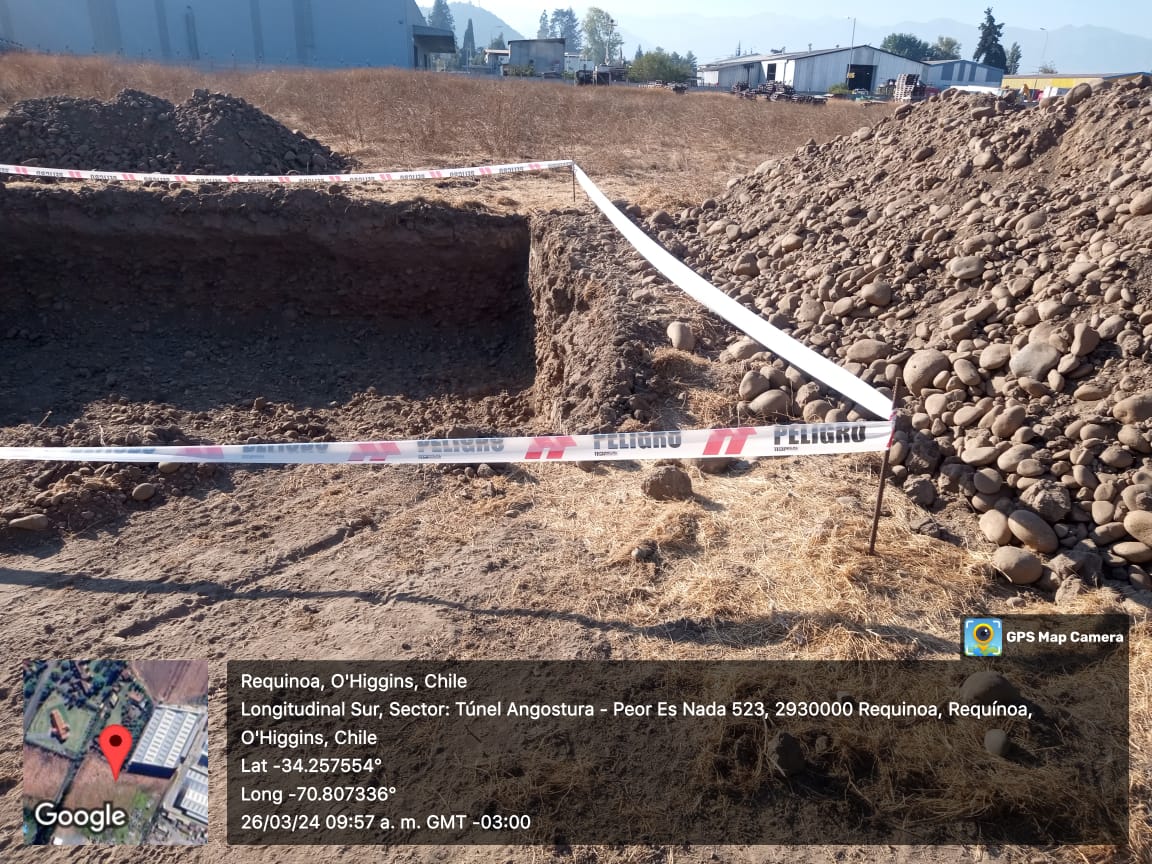 PELIGRO PELIGRO PELIGRO PELIGRO
GPS Map Camera
Requinoa, O'Higgins, Chile
Longitudinal Sur, Sector: Túnel Angostura - Peor Es Nada 523, 2930000 Requinoa, Requínoa,
O'Higgins, Chile
Lat -34.257554°
Long -70.807336°
26/03/24 09:57 a. m. GMT -03:00
Google